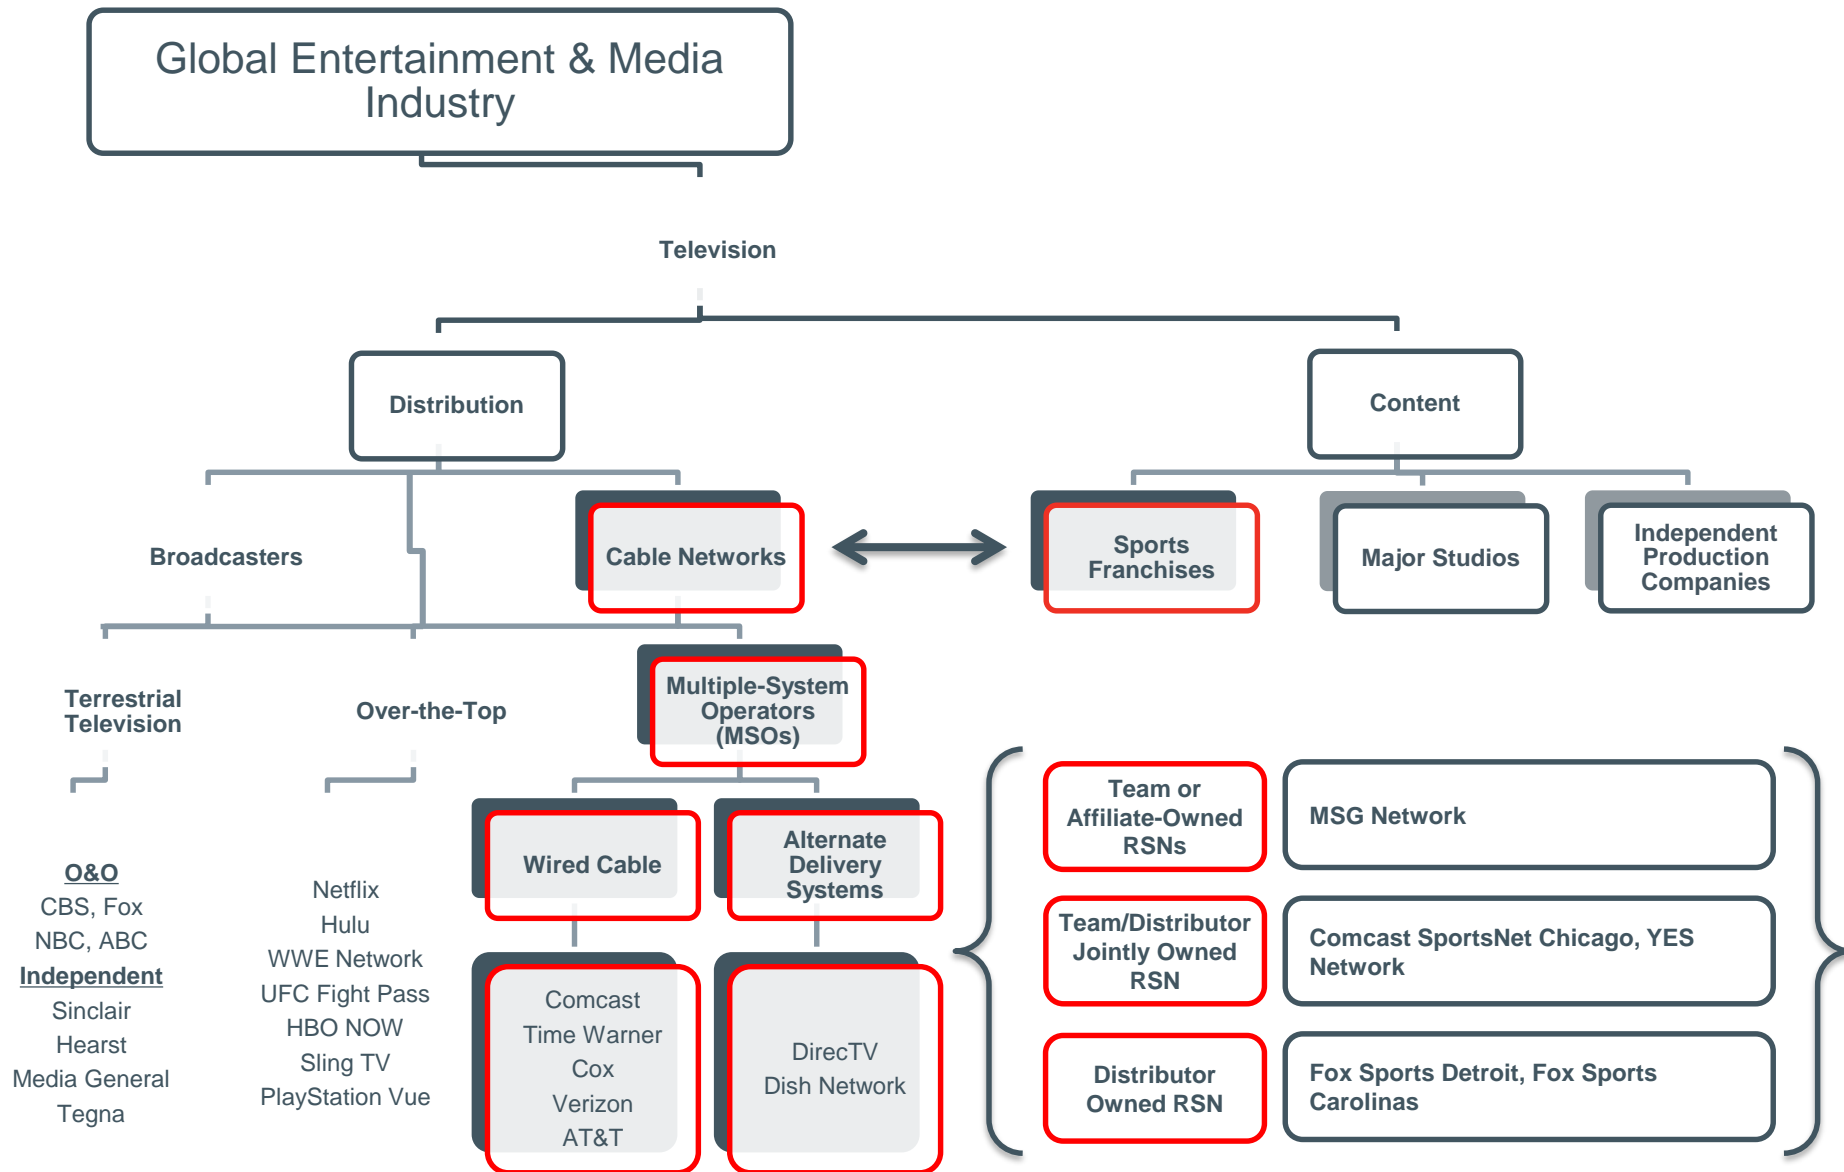 Global Entertainment & Media
Industry
Television
Distribution
Content
Broadcasters
Cable Networks
Sports
Franchises
Major Studios
Independent
Production
Companies
Terrestrial
Television
Over-the-Top
Multiple-System
Operators
(MSOs)
Wired Cable
Alternate
Delivery
Systems
O&O
CBS, Fox
NBC, ABC
Independent
Sinclair
Hearst
Media General
Tegna
Netflix
Hulu
WWE Network
UFC Fight Pass
HBO NOW
Sling TV
PlayStation Vue
Comcast
Time Warner
Cox
Verizon
AT&T
DirecTV
Dish Network
Team or
Affiliate-Owned
RSNs
MSG Network
Team/Distributor
Jointly Owned
RSN
Comcast SportsNet Chicago, YES
Network
Distributor
Owned RSN
Fox Sports Detroit, Fox Sports
Carolinas